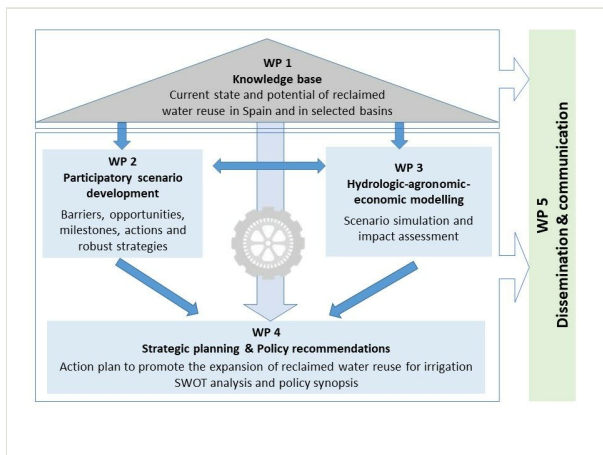 WP 1
Knowledge base
Current state and potential of reclaimed
water reuse in Spain and in selected basins
WP 2
Participatory scenario
development
Barriers, opportunities,
milestones, actions and
robust strategies
WP 3
Hydrologic-agronomic-
economic modelling
Scenario simulation and
impact assessment
WP 4
Strategic planning & Policy recommendations
Action plan to promote the expansion of reclaimed water reuse for irrigation
SWOT analysis and policy synopsis
WP 5
Dissemination & communication